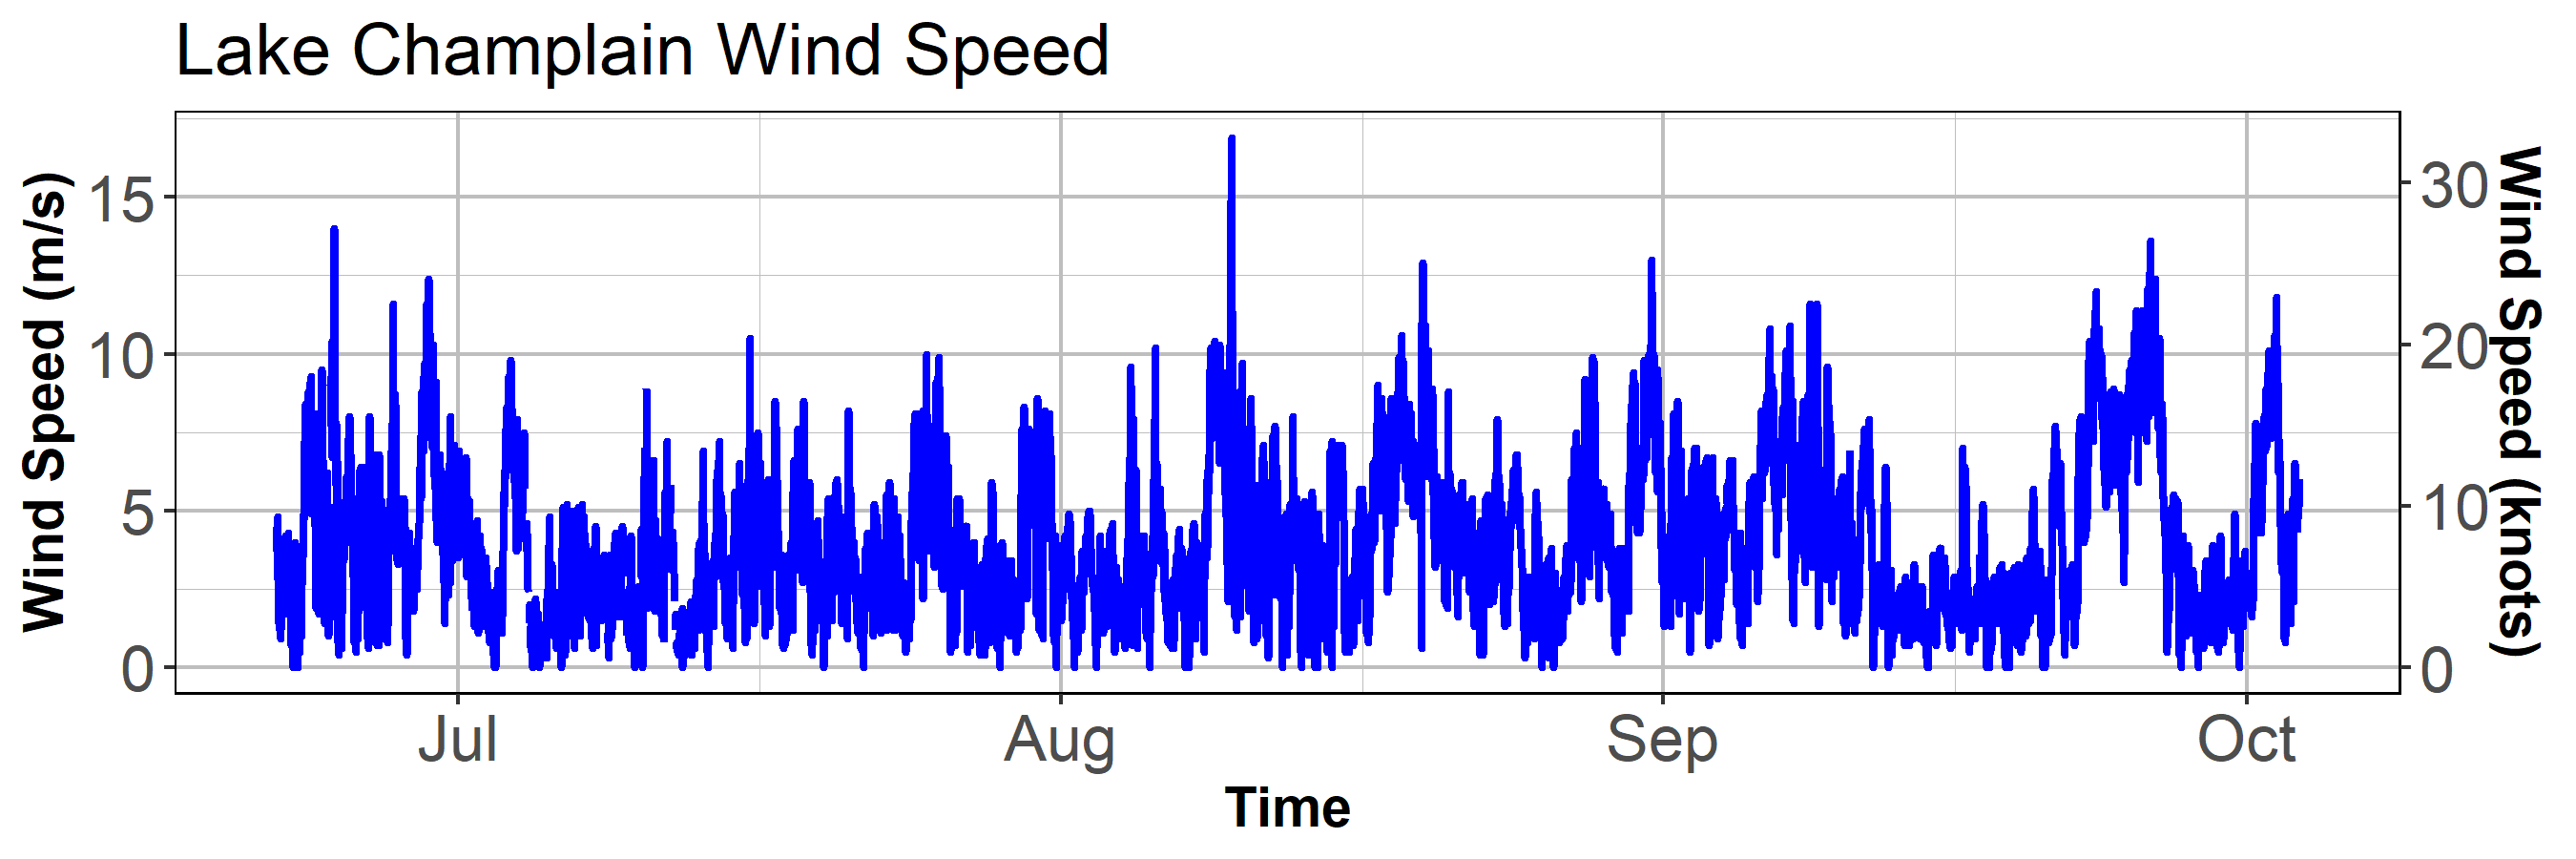 Lake Champlain Wind Speed
Wind Speed (m/s)
15
10
5
0
30
20
10
0
Wind Speed (knots)
Jul
Aug
Sep
Oct
Time